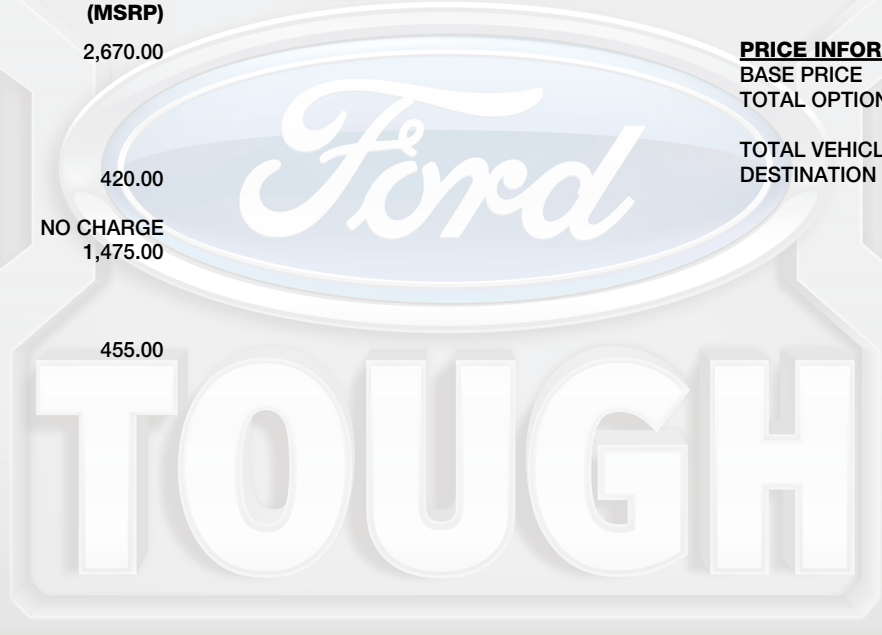 (MSRP)
2,670.00
420.00
NO CHARGE
1,475.00
455.00
PRICE INFOR
BASE PRICE
TOTAL OPTION
TOTAL VEHICL
DESTINATION
Ford
TOUGH